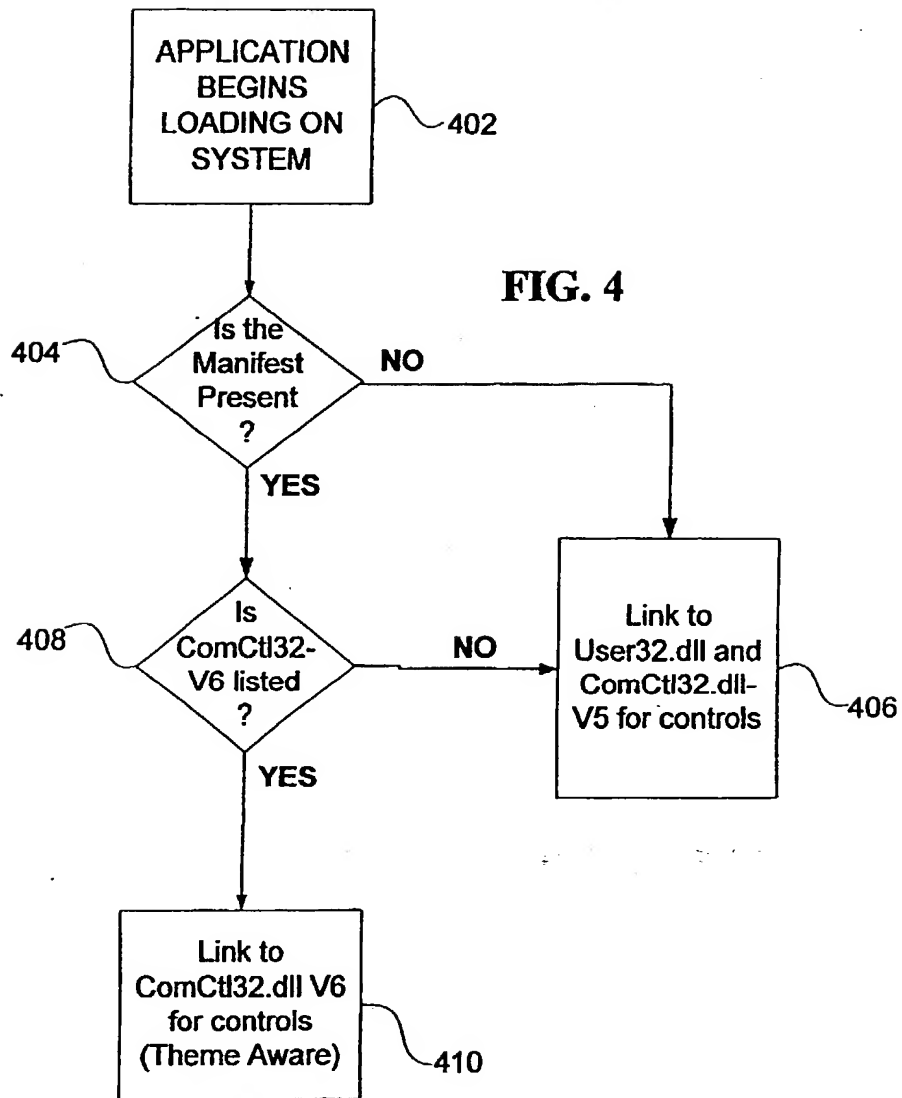 APPLICATION
BEGINS
LOADING ON
SYSTEM
402
FIG. 4
404
Is the
Manifest
Present
?
NO
YES
408
Is
ComCtl32-
V6 listed
?
NO
YES
Link to
User32.dll and
ComCtl32.dll-
V5 for controls
406
Link to
ComCtl32.dll V6
for controls
(Theme Aware)
410